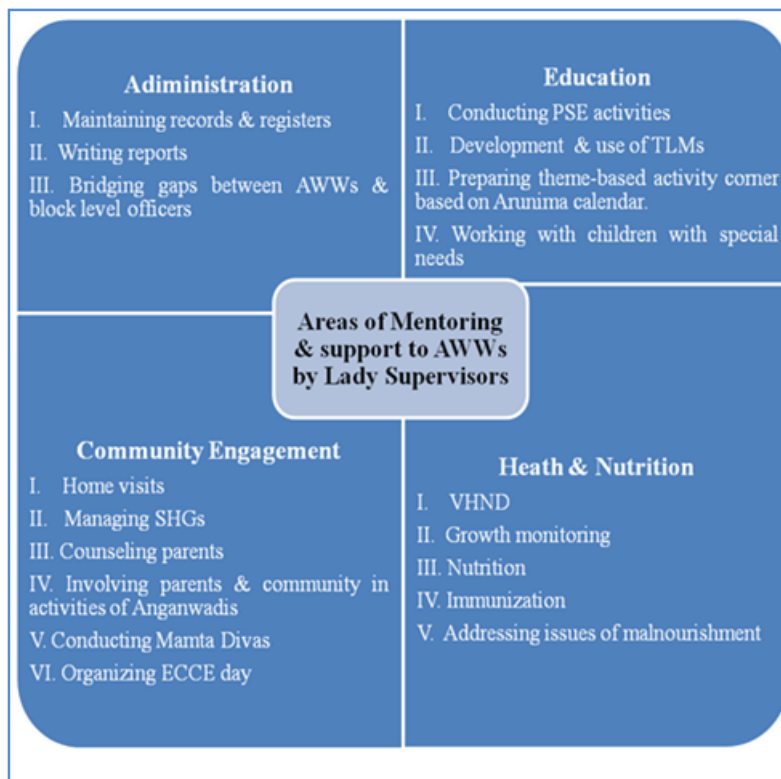 Adiministration
I. Maintaining records & registers
II. Writing reports
III. Bridging gaps between AWWs &
block level officers
Education
I. Conducting PSE activities
II. Development & use of TLMs
III. Preparing theme-based activity corner
based on Arunima calendar.
IV. Working with children with special
needs
Areas of Mentoring
& support to AWWs
by Lady Supervisors
Community Engagement
I. Home visits
II. Managing SHGs
III. Counseling parents
IV. Involving parents & community in
activities of Anganwadis
V. Conducting Mamta Divas
VI. Organizing ECCE day
Heath & Nutrition
I. VHND
II. Growth monitoring
III. Nutrition
IV. Immunization
V. Addressing issues of malnourishment